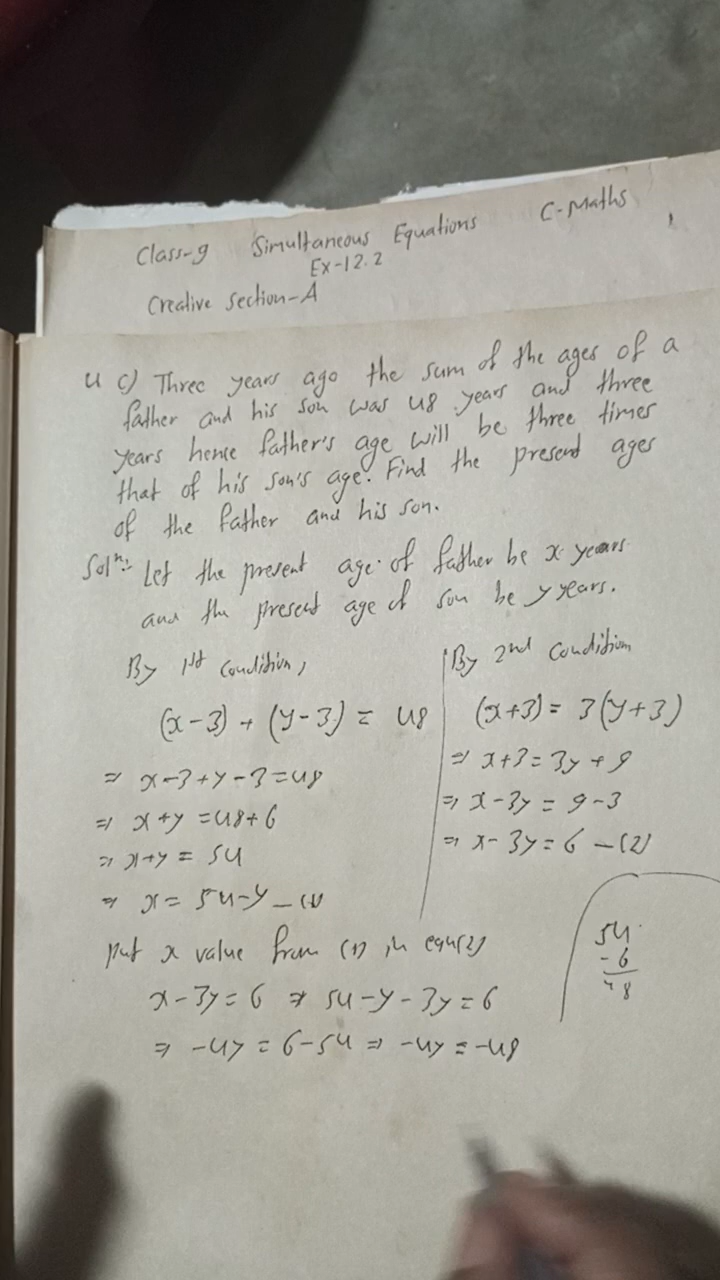 Class-9 Simultaneous Equations C-Maths
Ex-12.2
Creative section-A
4 c) Three years ago the sum of the ages of a
father and his son was 48 years and three
years hence father's age will be three times
that of his son's age. Find the present ages
of the father and his son.
Solⁿ: Let the present age of father be x years
and the present age of son be y years.
By 1st condition,
(x-3) + (y-3) = 48
⇒ x-3+y-3=48
⇒ x+y = 48+6
⇒ x+y = 54
⇒ x = 54-y —(1)
By 2nd condition
(x+3) = 3(y+3)
⇒ x+3 = 3y + 9
⇒ x-3y = 9-3
⇒ x-3y = 6 —(2)
put x value from (1) in eqn(2)
x-3y=6 ⇒ 54-y-3y=6
⇒ -4y = 6-54 ⇒ -4y = -48
54
-6
48